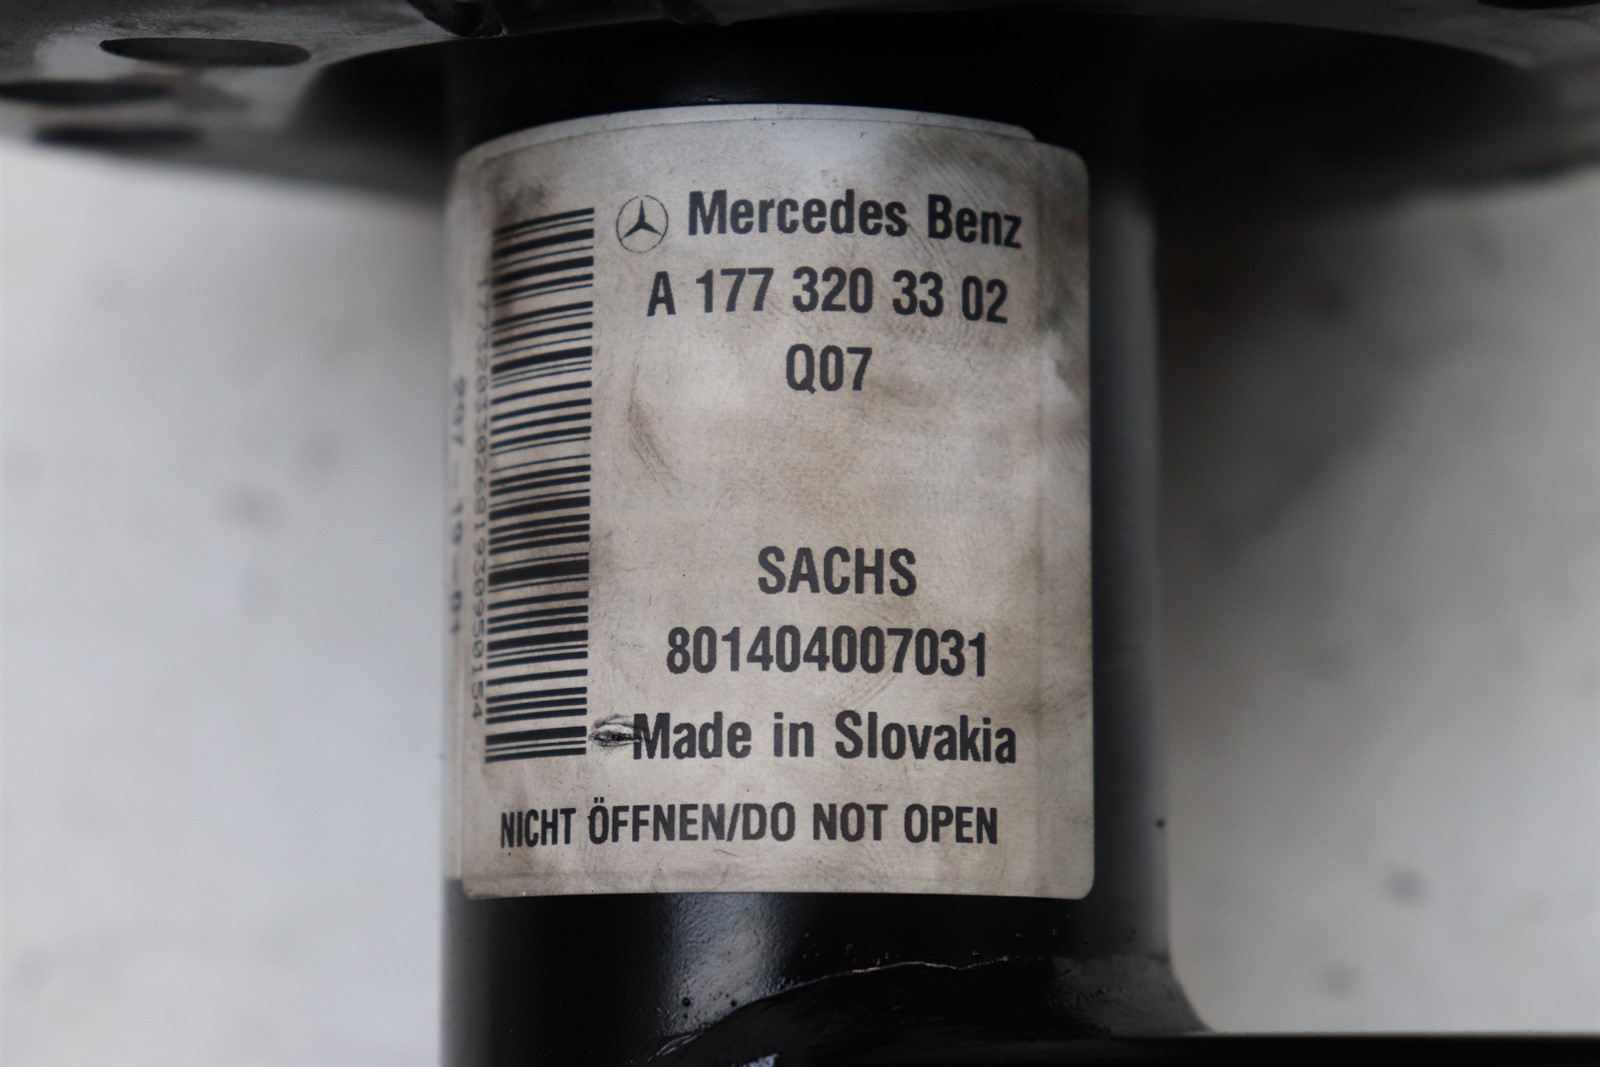 Mercedes Benz
A 177 320 33 02
Q07
SACHS
801404007031
Made in Slovakia
NICHT ÖFFNEN/DO NOT OPEN